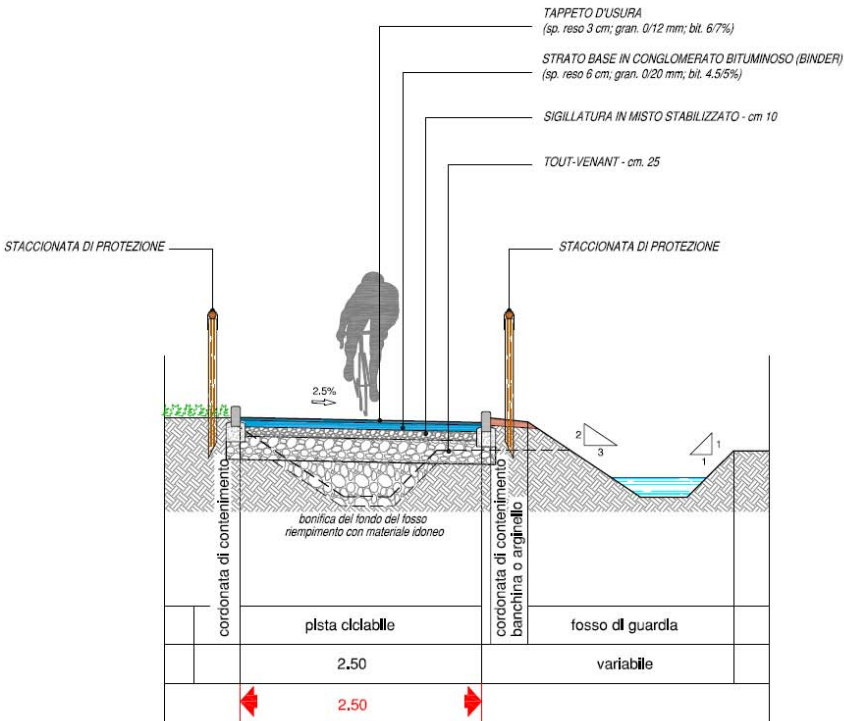 TAPPETO D'USURA
(sp. reso 3 cm; gran. 0/12 mm; bit. 6/7%)
STRATO BASE IN CONGLOMERATO BITUMINOSO (BINDER)
(sp. reso 6 cm; gran. 0/20 mm; bit. 4.5/5%)
SIGILLATURA IN MISTO STABILIZZATO - cm 10
TOUT-VENANT - cm. 25
STACCIONATA DI PROTEZIONE
STACCIONATA DI PROTEZIONE
2.5%
2
3
1
1
bonifica del fondo del fosso
riempimento con materiale idoneo
cordonata di contenimento
cordonata di contenimento
banchina o arginello
pista ciclabile
fosso di guardia
2.50
variabile
2.50